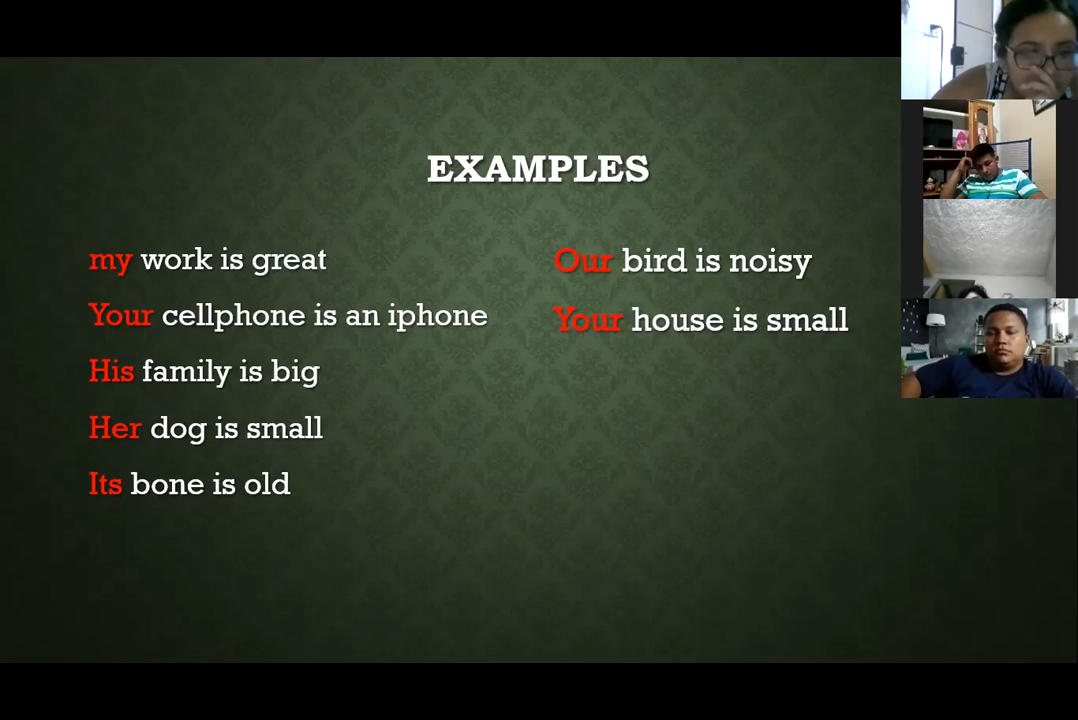 EXAMPLES
my work is great
Your cellphone is an iphone
His family is big
Her dog is small
Its bone is old
Our bird is noisy
Your house is small